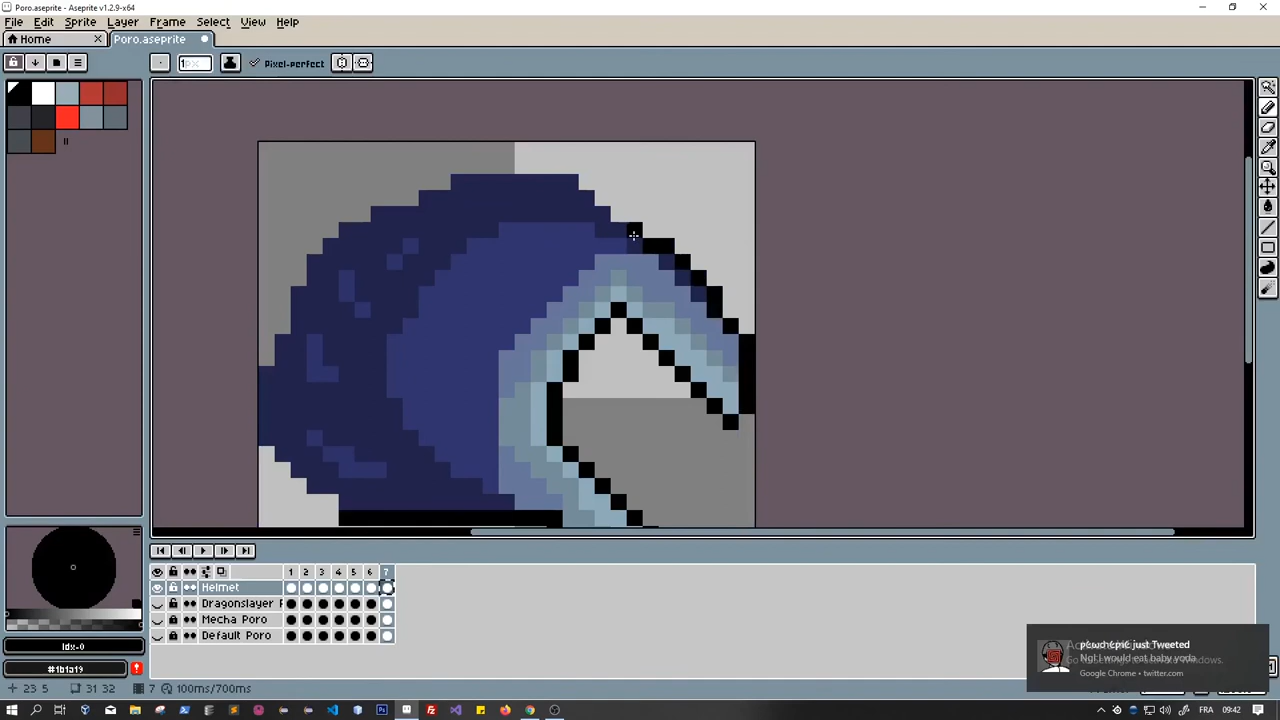 Poro.aseprite - Aseprite v1.2.9-x64
File Edit Sprite Layer Frame Select View Help
Home Poro.aseprite
1px Pixel-perfect
1 2 3 4 5 6 7
Helmet
Dragonslayer P
Mecha Poro
Default Poro
Idx-0
#1b1a19
23 5 31 32 7 100ms/700ms
just Tweeted
No! I would eat baby yoda
Google Chrome • twitter.com
FRA 09:42